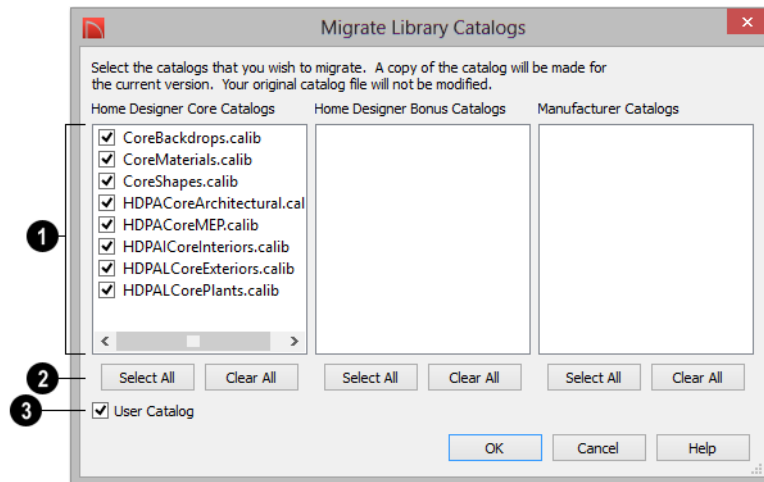 Migrate Library Catalogs
Select the catalogs that you wish to migrate. A copy of the catalog will be made for
the current version. Your original catalog file will not be modified.
Home Designer Core Catalogs Home Designer Bonus Catalogs Manufacturer Catalogs
CoreBackdrops.calib
CoreMaterials.calib
CoreShapes.calib
HDPACoreArchitectural.cal
HDPACoreMEP.calib
HDPAICoreInteriors.calib
HDPALCoreExteriors.calib
HDPALCorePlants.calib
1
2 Select All Clear All Select All Clear All Select All Clear All
3 User Catalog
OK Cancel Help